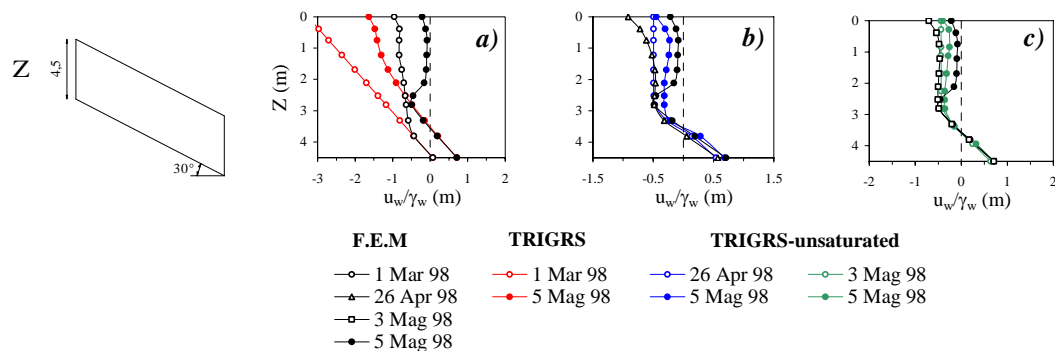 Z
4,5
30°
a)
b)
c)
Z (m)
0
1
2
3
4
-3 -2 -1 0 1 2
u_w/γ_w (m)
0
1
2
3
4
-1.5 -0.5 0.5 1.5
u_w/γ_w (m)
0
1
2
3
4
-2 -1 0 1 2
u_w/γ_w (m)
F.E.M TRIGRS TRIGRS-unsaturated
1 Mar 98 1 Mar 98 26 Apr 98 3 Mag 98
26 Apr 98 5 Mag 98 5 Mag 98 5 Mag 98
3 Mag 98
5 Mag 98